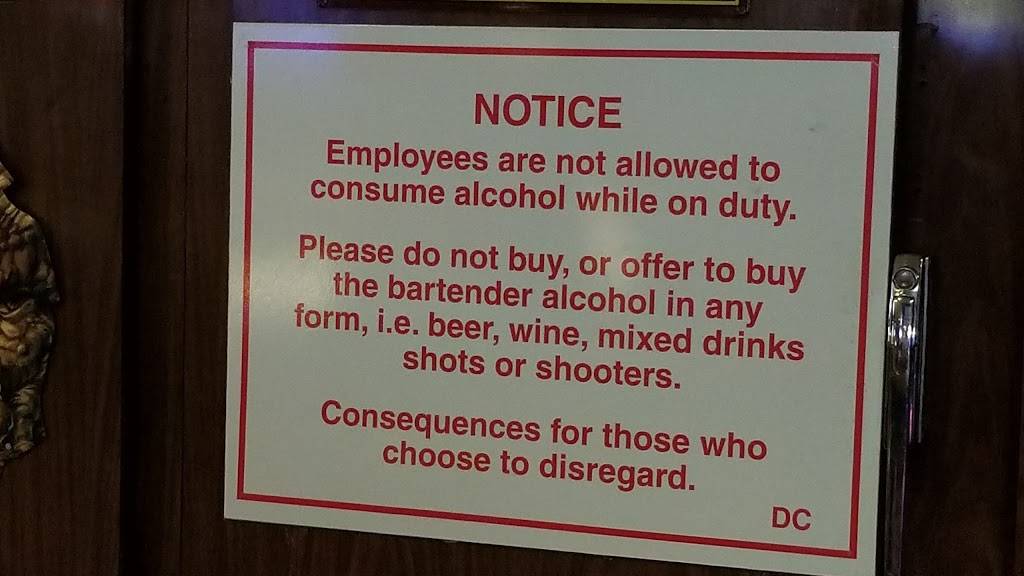 NOTICE
Employees are not allowed to
consume alcohol while on duty.
Please do not buy, or offer to buy
the bartender alcohol in any
form, i.e. beer, wine, mixed drinks
shots or shooters.
Consequences for those who
choose to disregard.
DC